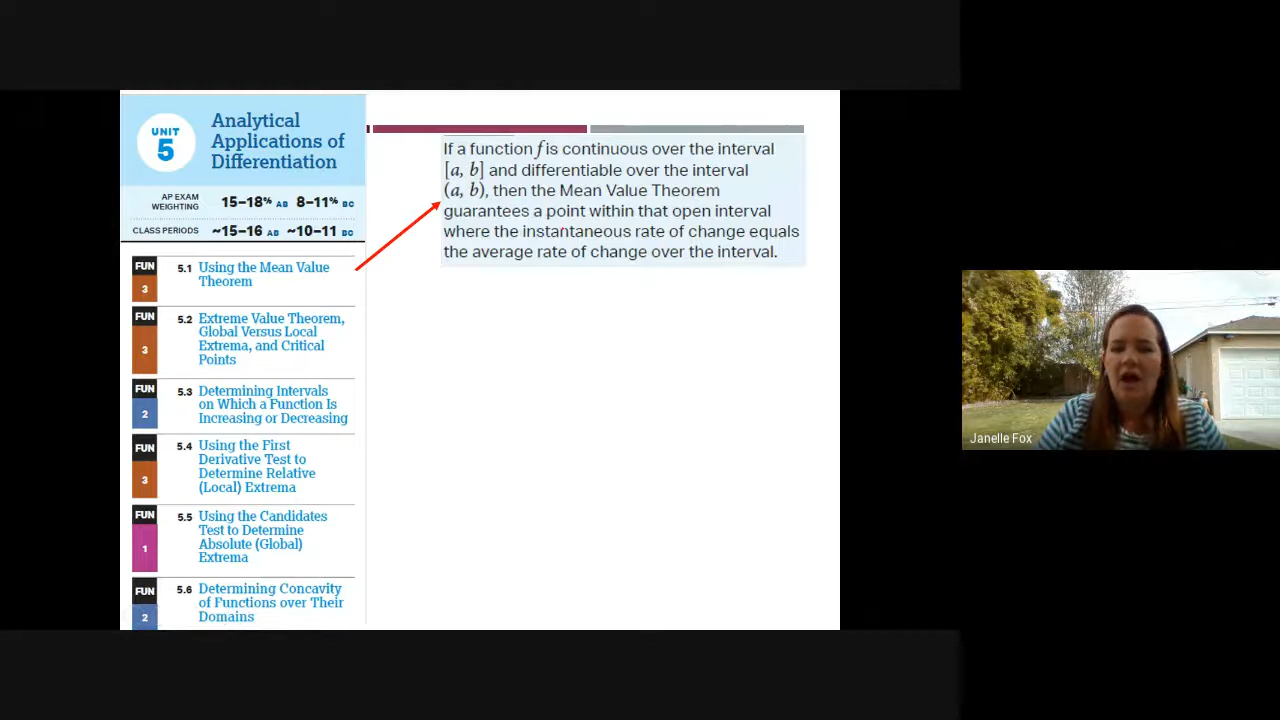 UNIT
5
Analytical
Applications of
Differentiation
AP EXAM
WEIGHTING
15–18% AB 8–11% BC
CLASS PERIODS ~15–16 AB ~10–11 BC
FUN
3
5.1 Using the Mean Value
Theorem
FUN
3
5.2 Extreme Value Theorem,
Global Versus Local
Extrema, and Critical
Points
FUN
2
5.3 Determining Intervals
on Which a Function Is
Increasing or Decreasing
FUN
3
5.4 Using the First
Derivative Test to
Determine Relative
(Local) Extrema
FUN
1
5.5 Using the Candidates
Test to Determine
Absolute (Global)
Extrema
FUN
2
5.6 Determining Concavity
of Functions over Their
Domains
If a function f is continuous over the interval
[a, b] and differentiable over the interval
(a, b), then the Mean Value Theorem
guarantees a point within that open interval
where the instantaneous rate of change equals
the average rate of change over the interval.
Janelle Fox